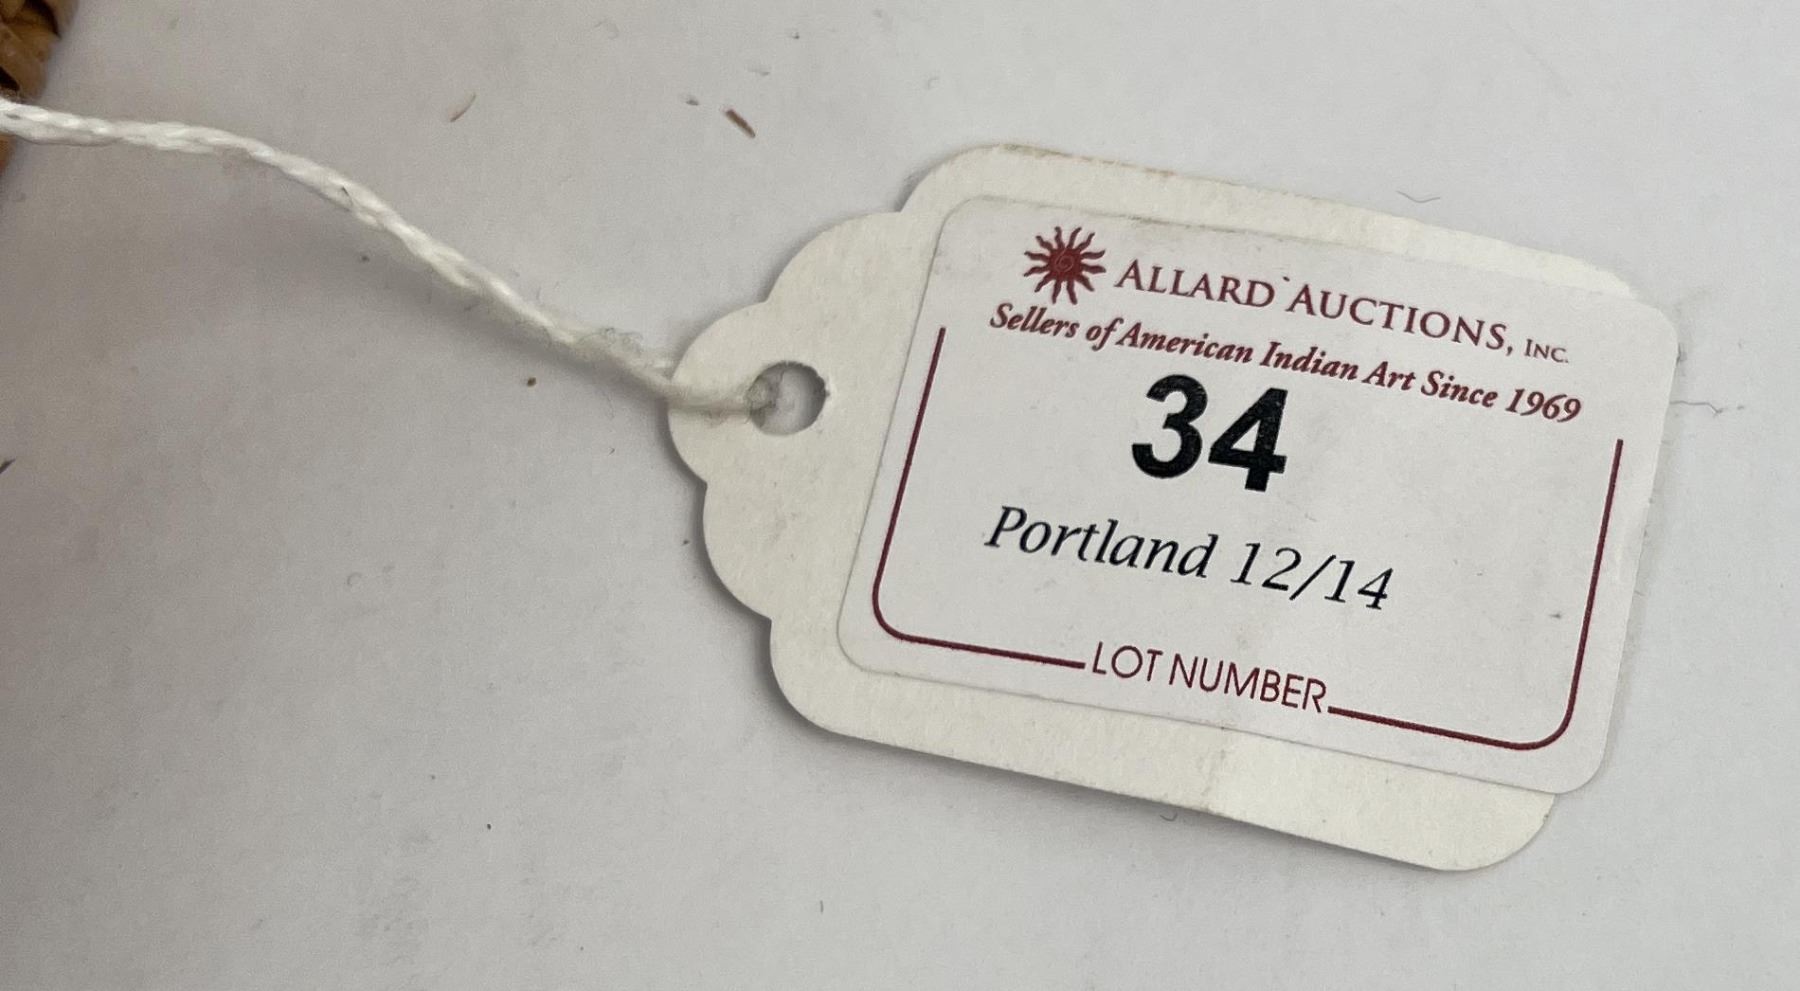 ALLARD AUCTIONS, INC.
Sellers of American Indian Art Since 1969
34
Portland 12/14
LOT NUMBER